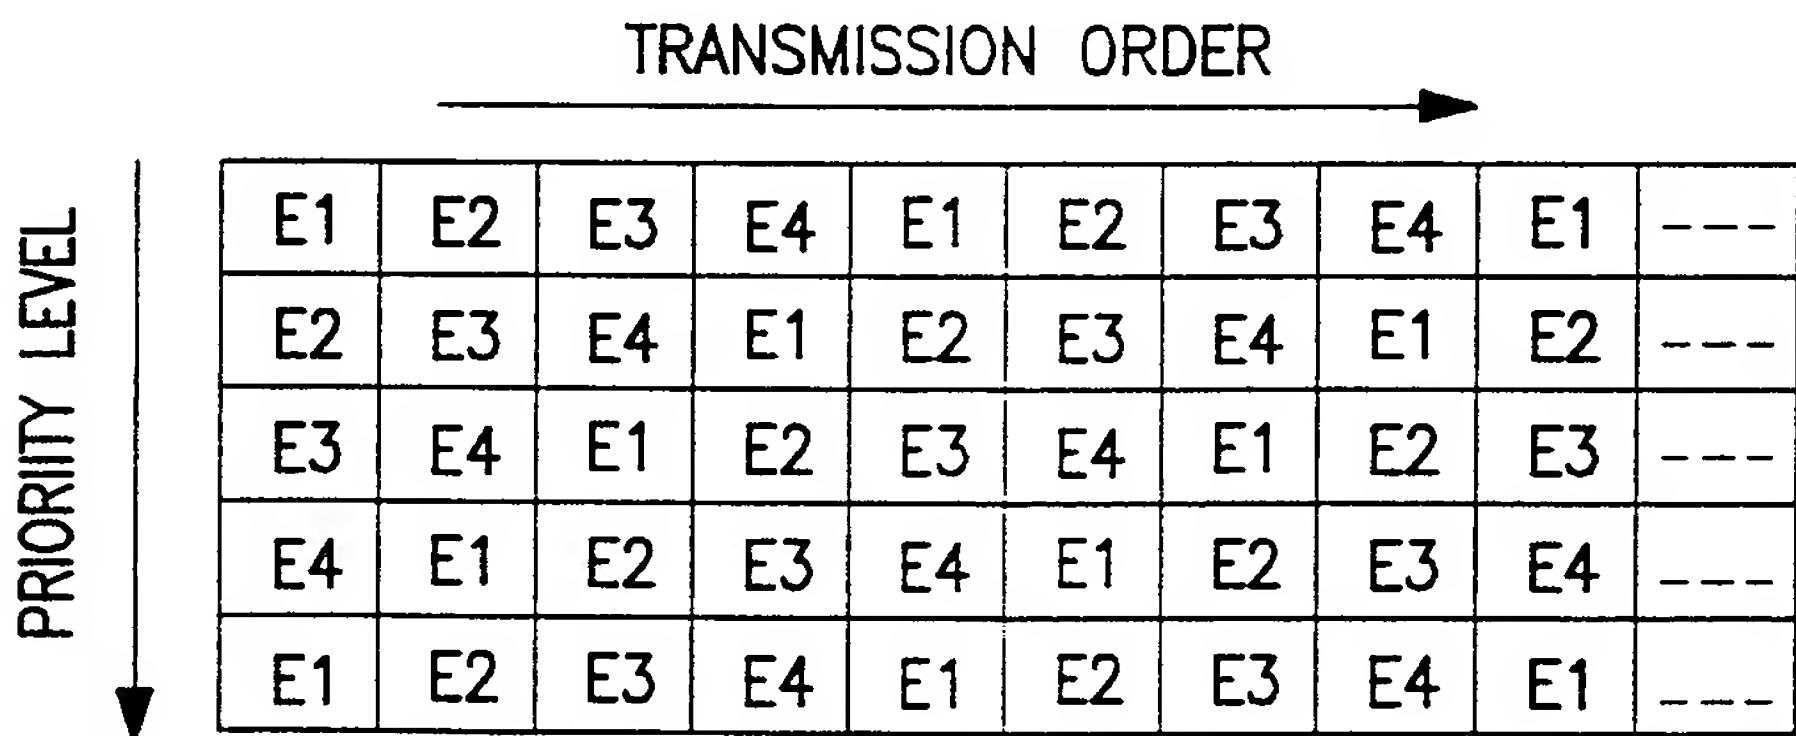 TRANSMISSION ORDER
PRIORIITY LEVEL
E1 E2 E3 E4 E1 E2 E3 E4 E1 ---
E2 E3 E4 E1 E2 E3 E4 E1 E2 ---
E3 E4 E1 E2 E3 E4 E1 E2 E3 ---
E4 E1 E2 E3 E4 E1 E2 E3 E4 ---
E1 E2 E3 E4 E1 E2 E3 E4 E1 ---